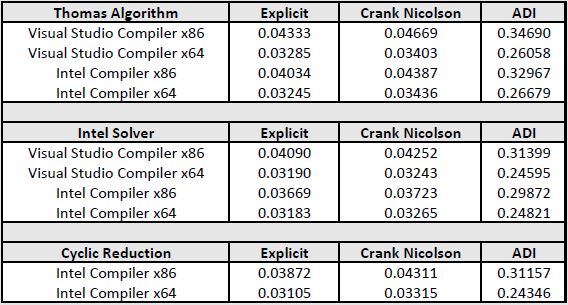 Thomas Algorithm Explicit Crank Nicolson ADI
Visual Studio Compiler x86 0.04333 0.04669 0.34690
Visual Studio Compiler x64 0.03285 0.03403 0.26058
Intel Compiler x86 0.04034 0.04387 0.32967
Intel Compiler x64 0.03245 0.03436 0.26679
Intel Solver Explicit Crank Nicolson ADI
Visual Studio Compiler x86 0.04090 0.04252 0.31399
Visual Studio Compiler x64 0.03190 0.03243 0.24595
Intel Compiler x86 0.03669 0.03723 0.29872
Intel Compiler x64 0.03183 0.03265 0.24821
Cyclic Reduction Explicit Crank Nicolson ADI
Intel Compiler x86 0.03872 0.04311 0.31157
Intel Compiler x64 0.03105 0.03315 0.24346